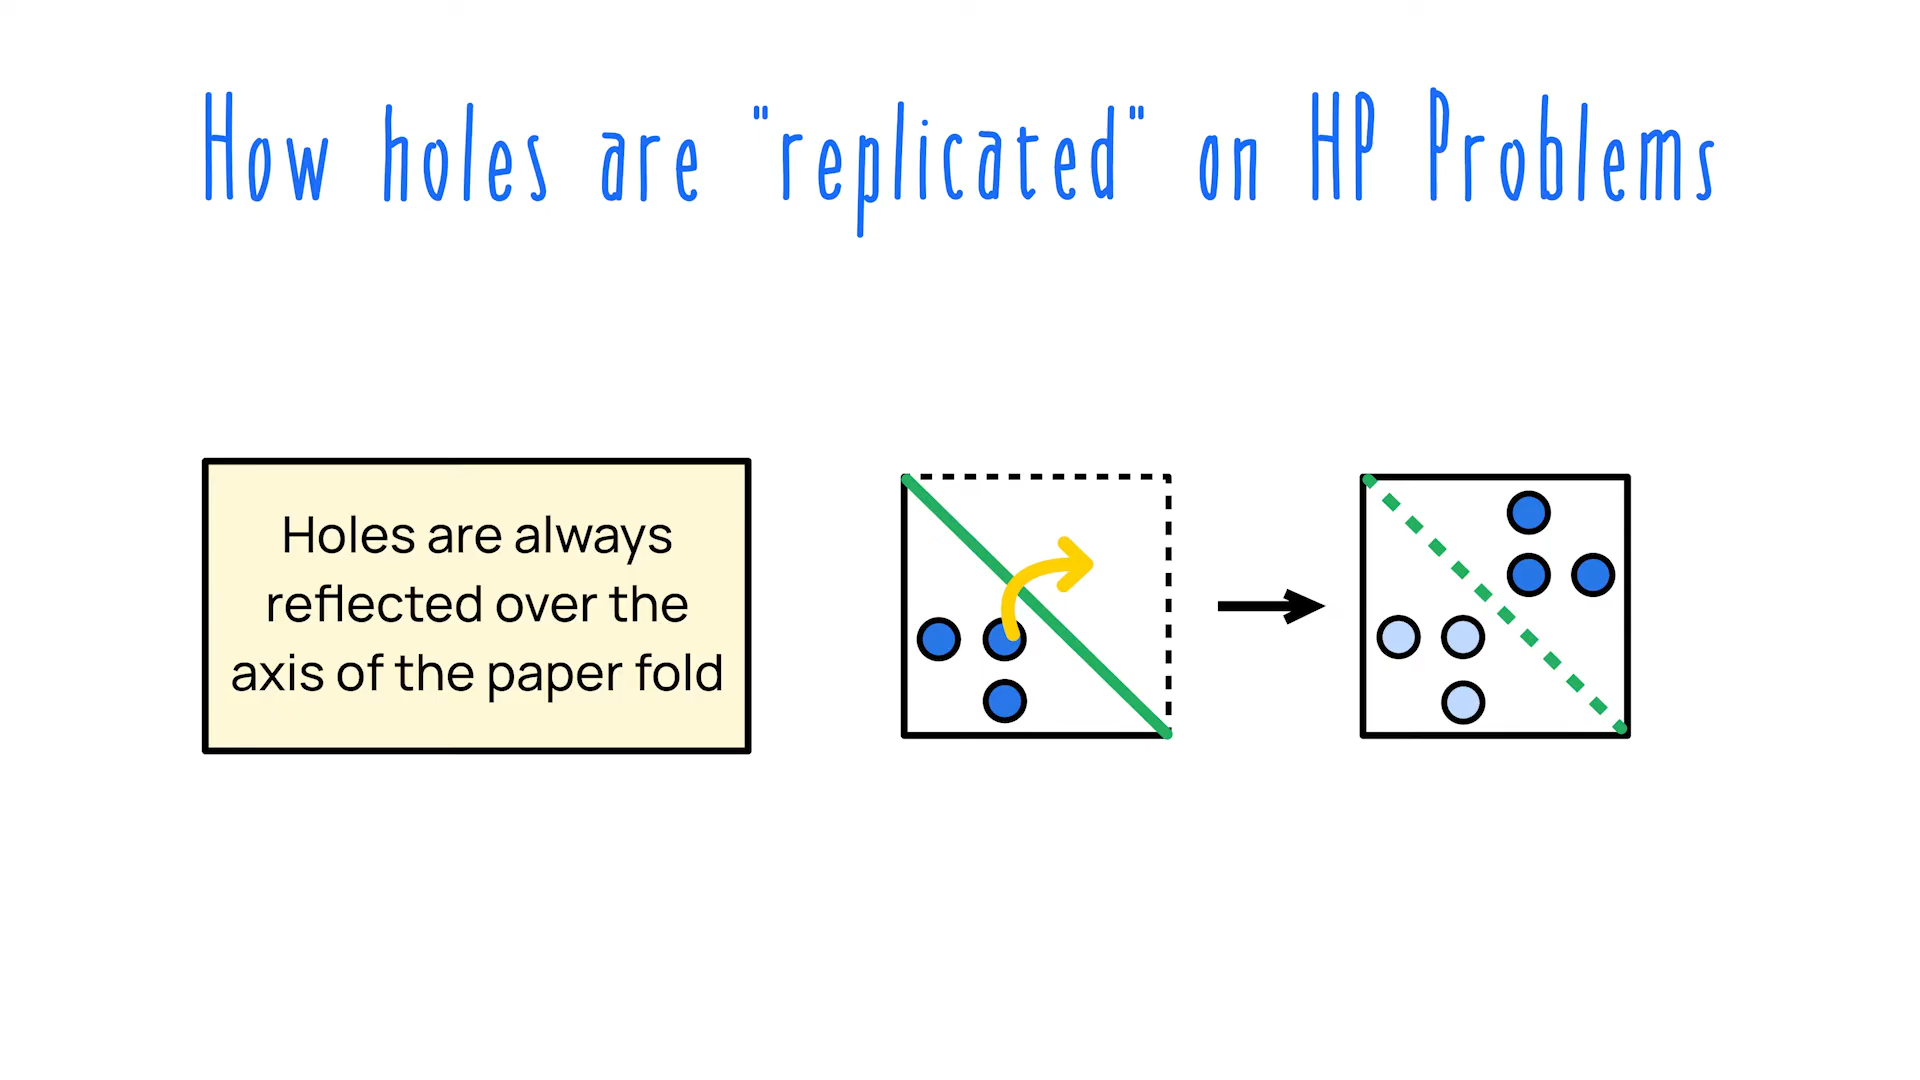 How holes are "replicated" on HP Problems
Holes are always
reflected over the
axis of the paper fold